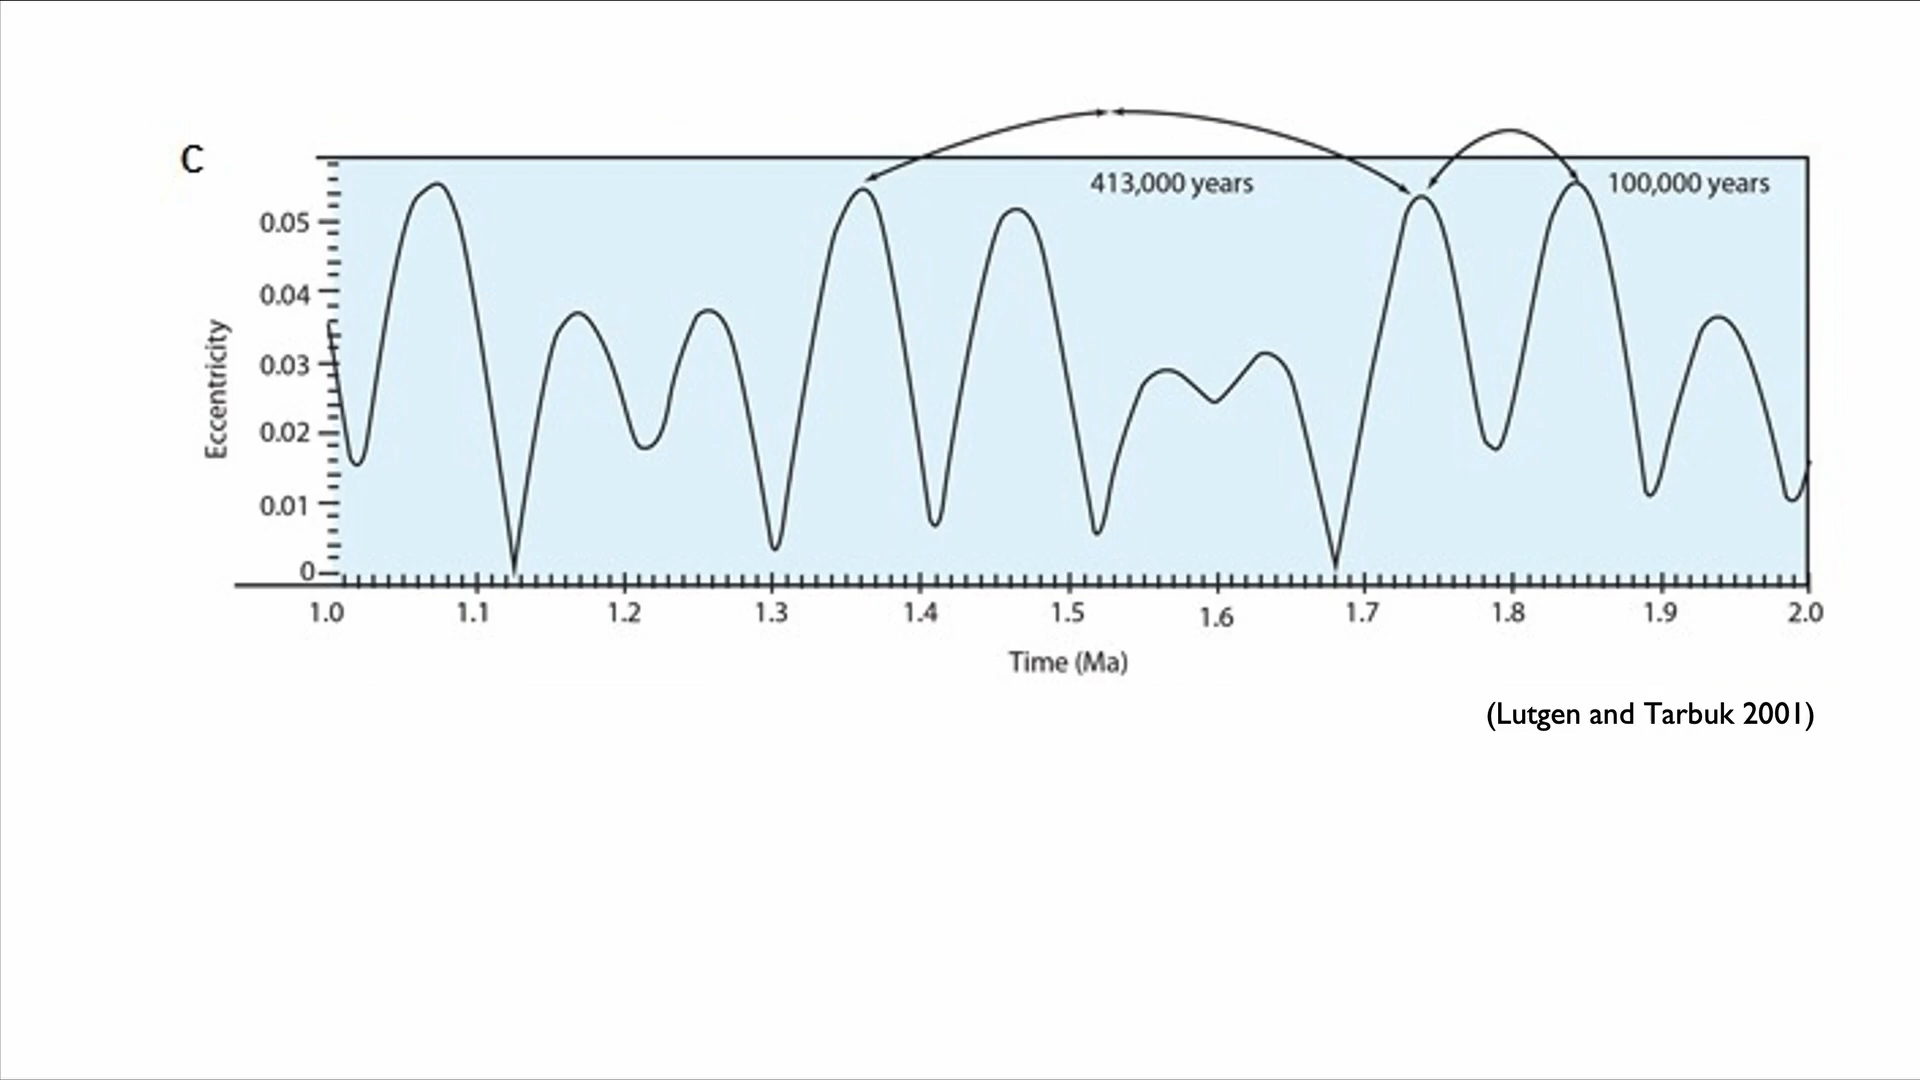 C
413,000 years
100,000 years
0.05
0.04
0.03
0.02
0.01
0
Eccentricity
1.0 1.1 1.2 1.3 1.4 1.5 1.6 1.7 1.8 1.9 2.0
Time (Ma)
(Lutgen and Tarbuk 2001)